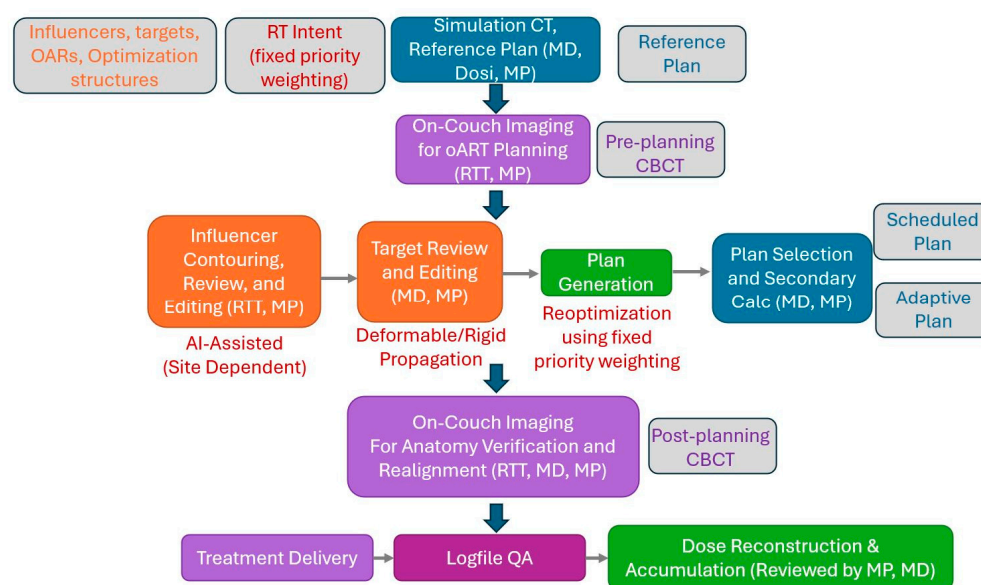 Influencers, targets,
OARs, Optimization
structures
RT Intent
(fixed priority
weighting)
Simulation CT,
Reference Plan (MD,
Dosi, MP)
Reference
Plan
On-Couch Imaging
for oART Planning
(RTT, MP)
Pre-planning
CBCT
Influencer
Contouring,
Review, and
Editing (RTT, MP)
AI-Assisted
(Site Dependent)
Target Review
and Editing
(MD, MP)
Deformable/Rigid
Propagation
Plan
Generation
Reoptimization
using fixed
priority weighting
Plan Selection
and Secondary
Calc (MD, MP)
Scheduled
Plan
Adaptive
Plan
On-Couch Imaging
For Anatomy Verification and
Realignment (RTT, MD, MP)
Post-planning
CBCT
Treatment Delivery
Logfile QA
Dose Reconstruction &
Accumulation (Reviewed by MP, MD)